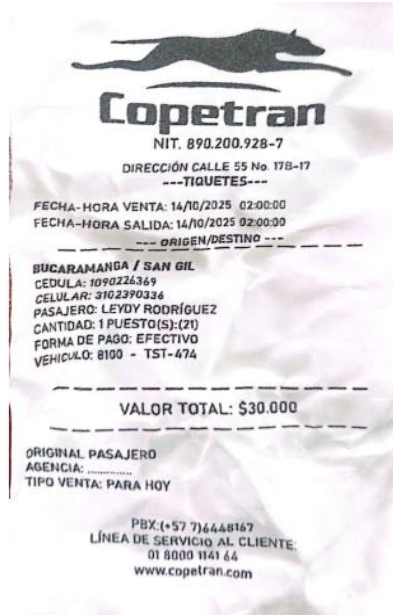 Copetran
NIT. 890.200.928-7
DIRECCIÓN CALLE 55 No. 17B-17
---TIQUETES---
FECHA-HORA VENTA: 14/10/2025 02:00:00
FECHA-HORA SALIDA: 14/10/2025 02:00:00
--- ORIGEN/DESTINO ---
BUCARAMANGA / SAN GIL
CEDULA: 1090226369
CELULAR: 3102390336
PASAJERO: LEYDY RODRÍGUEZ
CANTIDAD: 1 PUESTO(S):(21)
FORMA DE PAGO: EFECTIVO
VEHICULO: 8100 - TST-474
VALOR TOTAL: $30.000
ORIGINAL PASAJERO
AGENCIA: ............
TIPO VENTA: PARA HOY
PBX:(+57 7)6448167
LÍNEA DE SERVICIO AL CLIENTE:
01 8000 1141 64
www.copetran.com